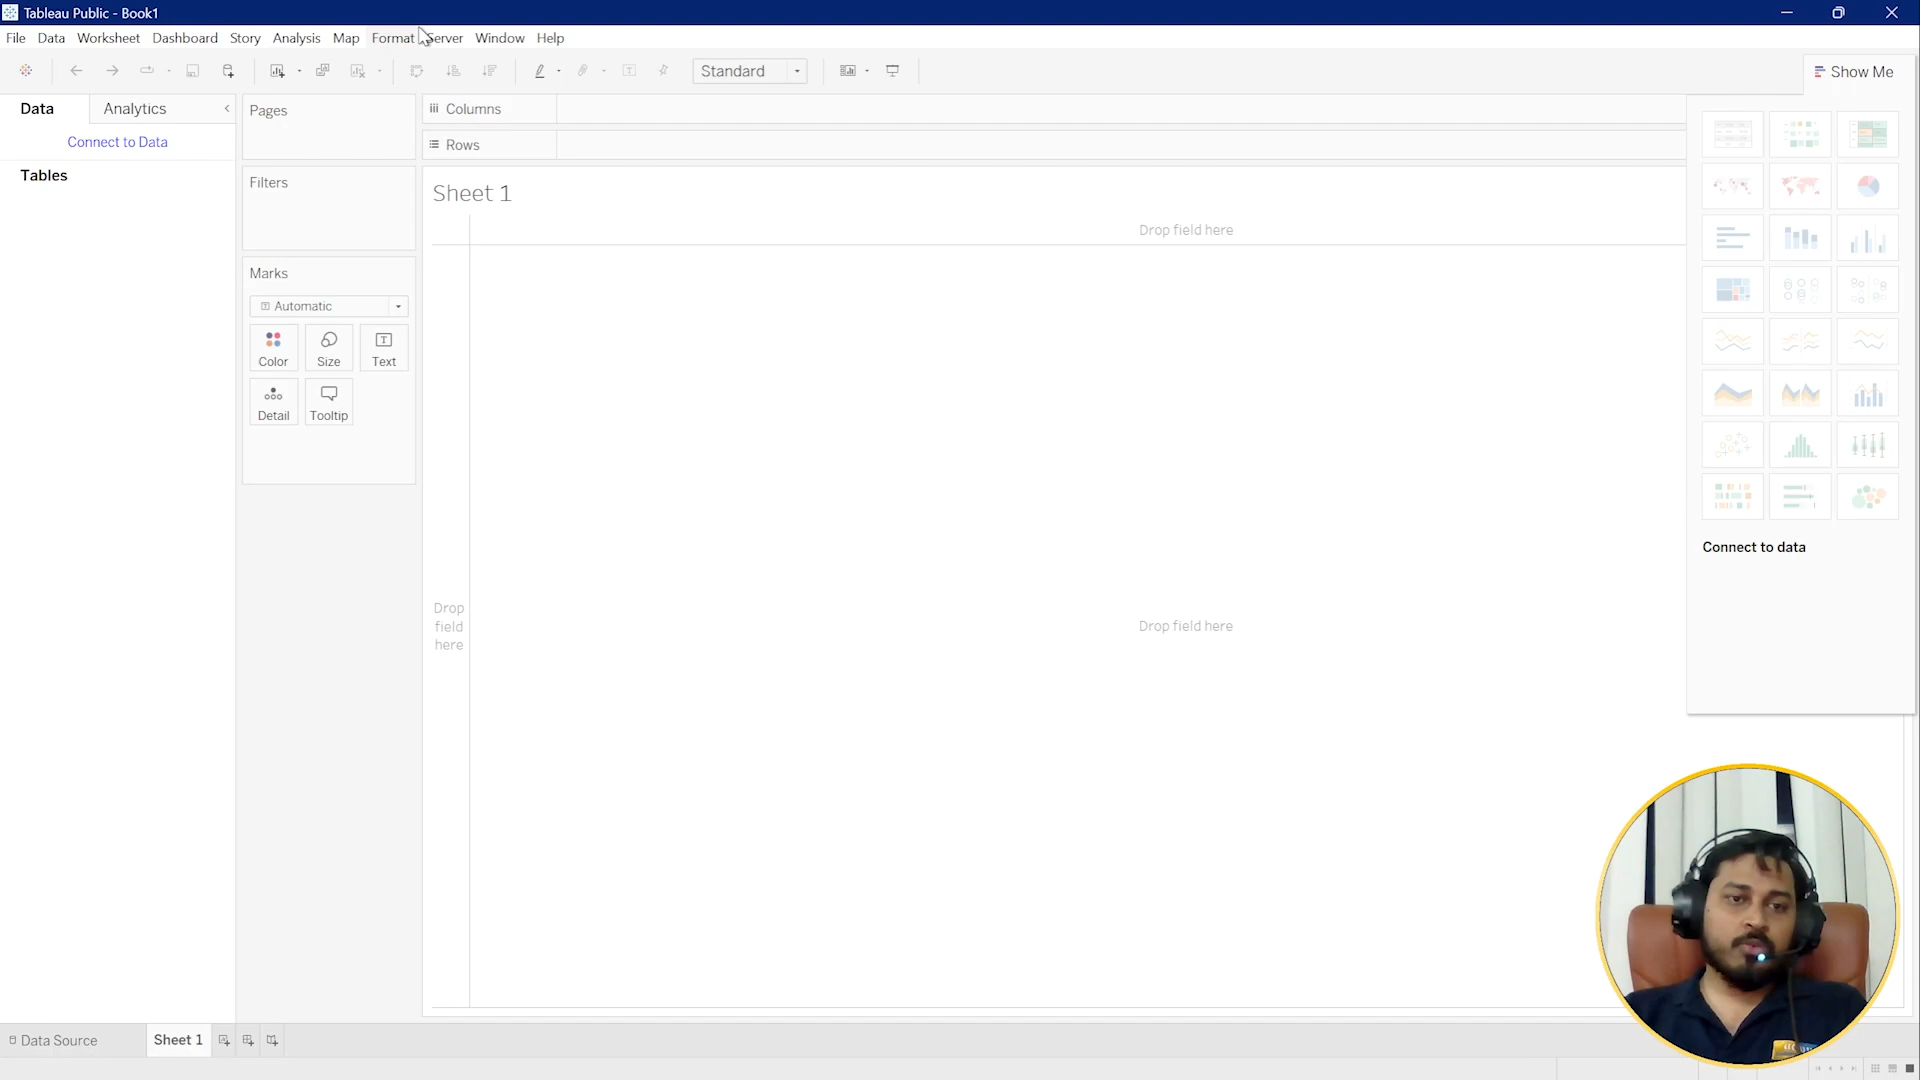 Tableau Public - Book1
File Data Worksheet Dashboard Story Analysis Map Format Server Window Help
Standard
Show Me
Data Analytics
Pages
Columns
Connect to Data
Rows
Tables
Filters
Sheet 1
Drop field here
Marks
Automatic
Color Size Text
Detail Tooltip
Connect to data
Drop
field
here
Drop field here
Data Source Sheet 1